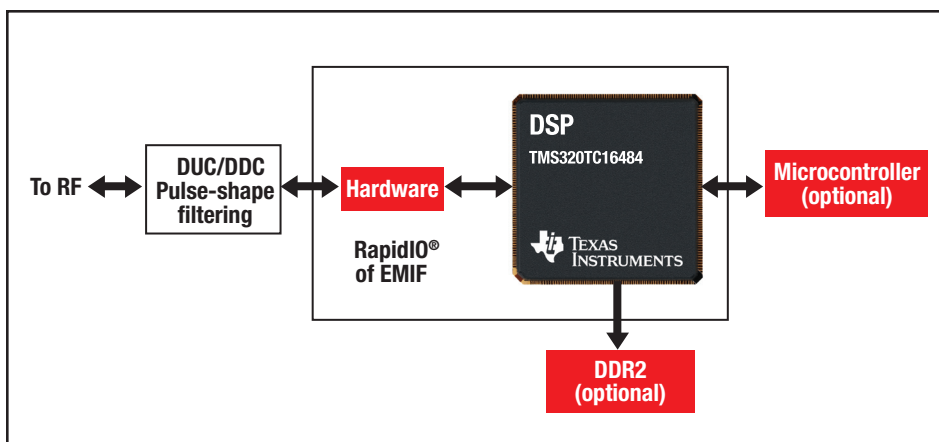 To RF
DUC/DDC
Pulse-shape
filtering
Hardware
RapidIO®
of EMIF
DSP
TMS320TC16484
TEXAS
INSTRUMENTS
Microcontroller
(optional)
DDR2
(optional)